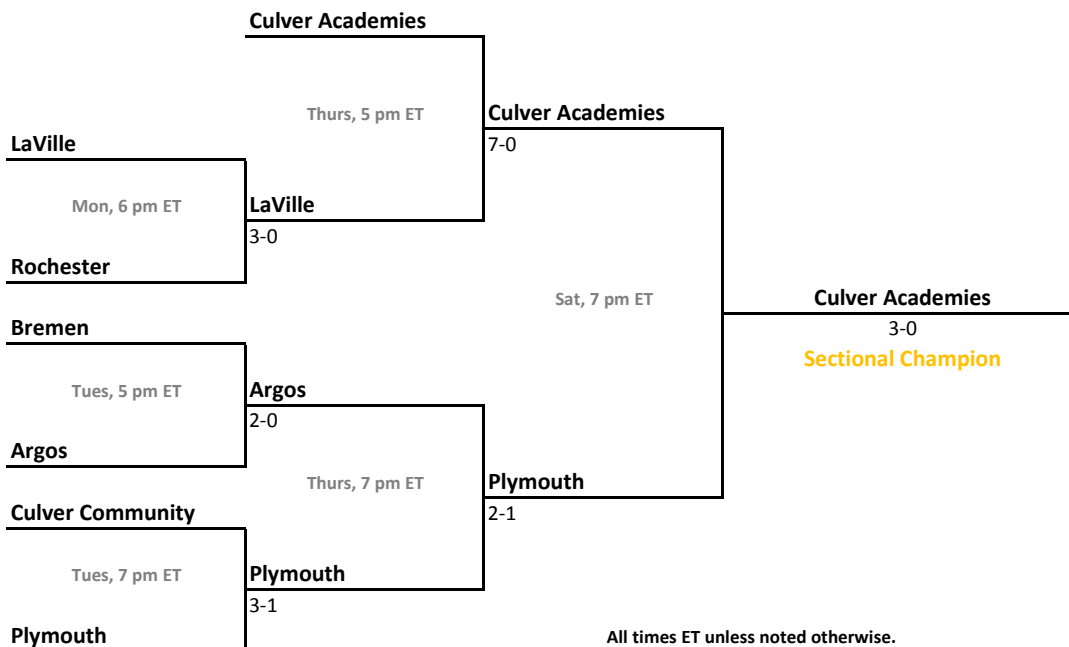 Culver Academies
Thurs, 5 pm ET
Culver Academies
7-0
LaVille
Mon, 6 pm ET
LaVille
3-0
Rochester
Sat, 7 pm ET
Culver Academies
3-0
Sectional Champion
Bremen
Tues, 5 pm ET
Argos
2-0
Argos
Thurs, 7 pm ET
Plymouth
2-1
Culver Community
Tues, 7 pm ET
Plymouth
3-1
Plymouth
All times ET unless noted otherwise.